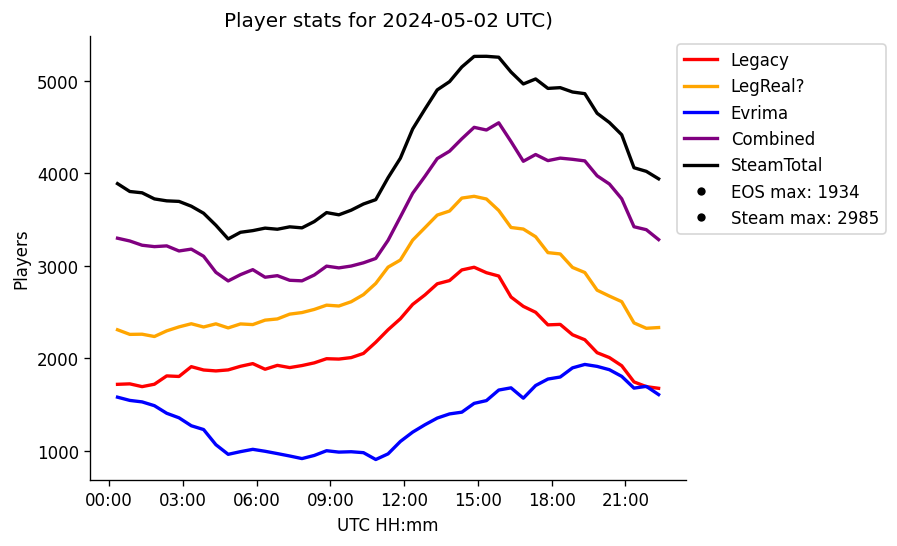 Player stats for 2024-05-02 UTC)
Legacy
LegReal?
Evrima
Combined
SteamTotal
EOS max: 1934
Steam max: 2985
Players
5000
4000
3000
2000
1000
00:00 03:00 06:00 09:00 12:00 15:00 18:00 21:00
UTC HH:mm